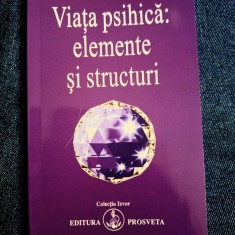 Viața psihică:
elemente
și structuri
Colecția Izvor
EDITURA PROSVETA